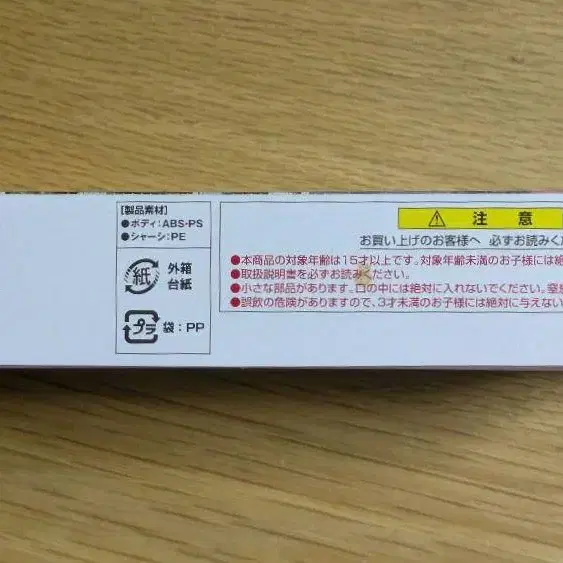 【製品素材】
●ボディ:ABS-PS
●シャーシ:PE
紙 外箱
台紙
プラ 袋:PP
注 意
お買い上げのお客様へ 必ずお読みくだ
●本商品の対象年齢は15才以上です。対象年齢未満のお子様には絶
●取扱説明書を必ずお読みください。
●小さな部品があります。口の中には絶対に入れないでください。窒息
●誤飲の危険がありますので、3才未満のお子様には絶対に与えない